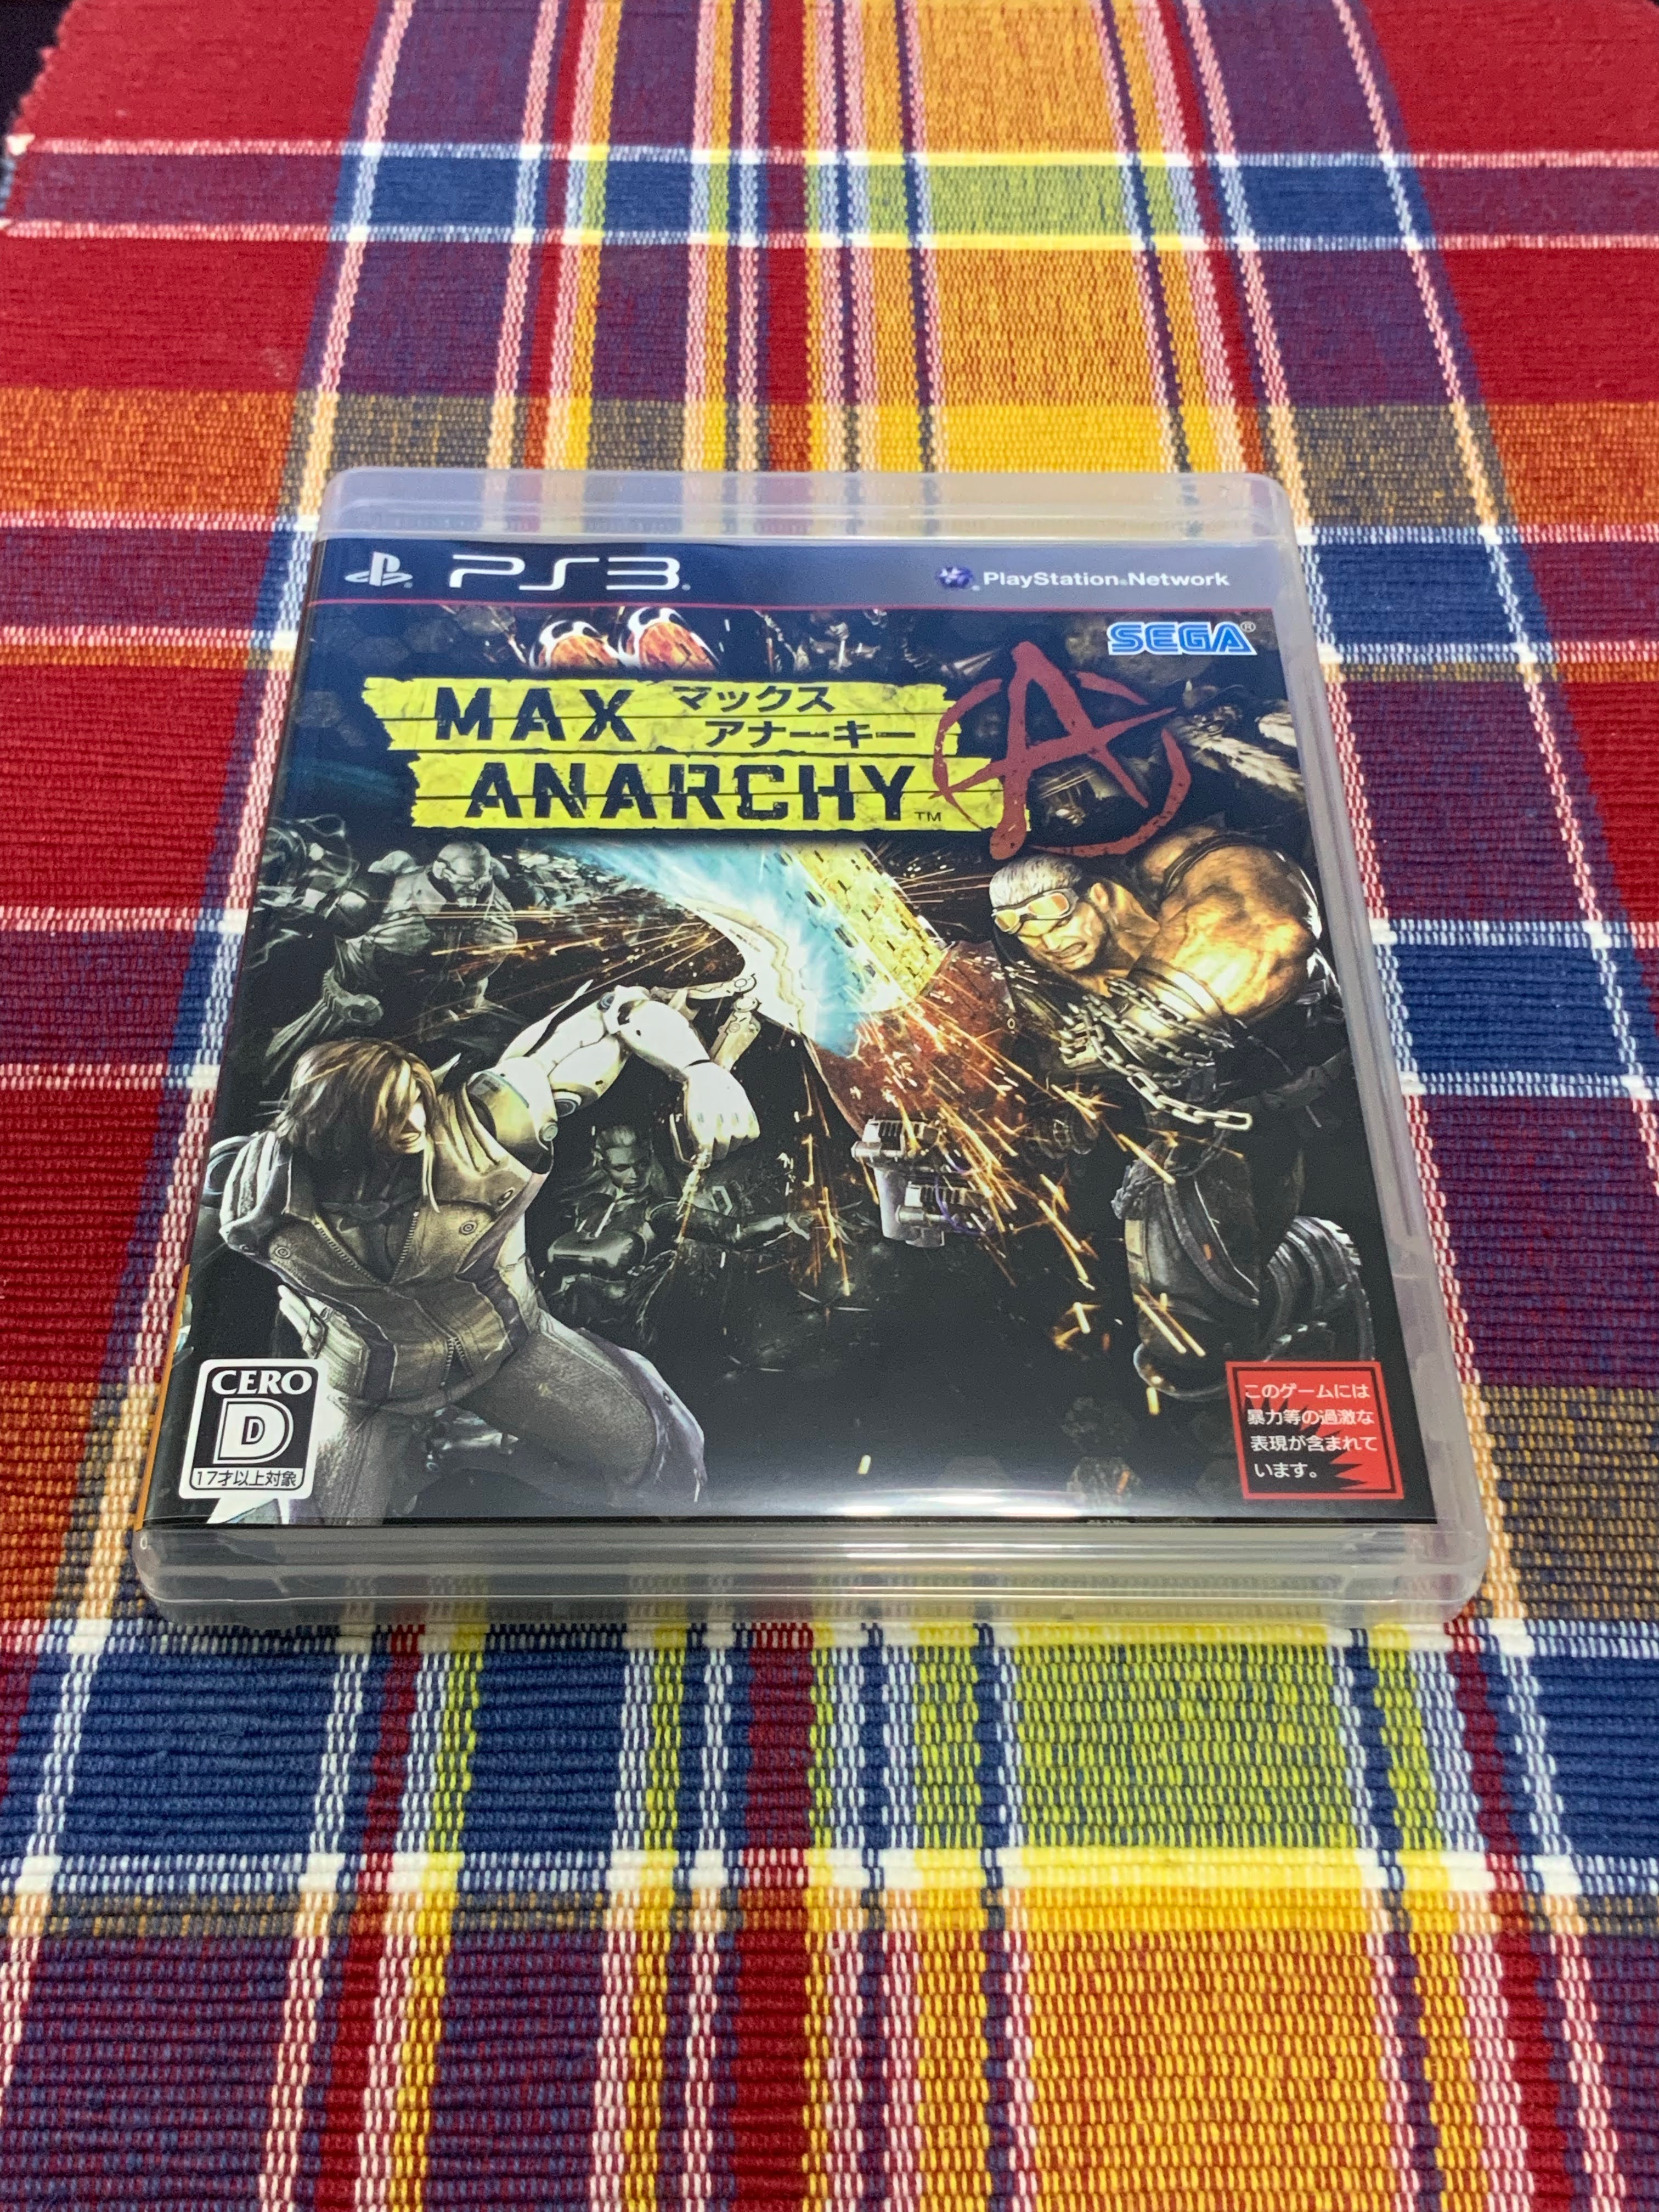 PS3®
PlayStation®Network
SEGA®
MAX マックス
アナーキー
ANARCHY™
A
CERO
D
17才以上対象
このゲームには
暴力等の過激な
表現が含まれて
います。